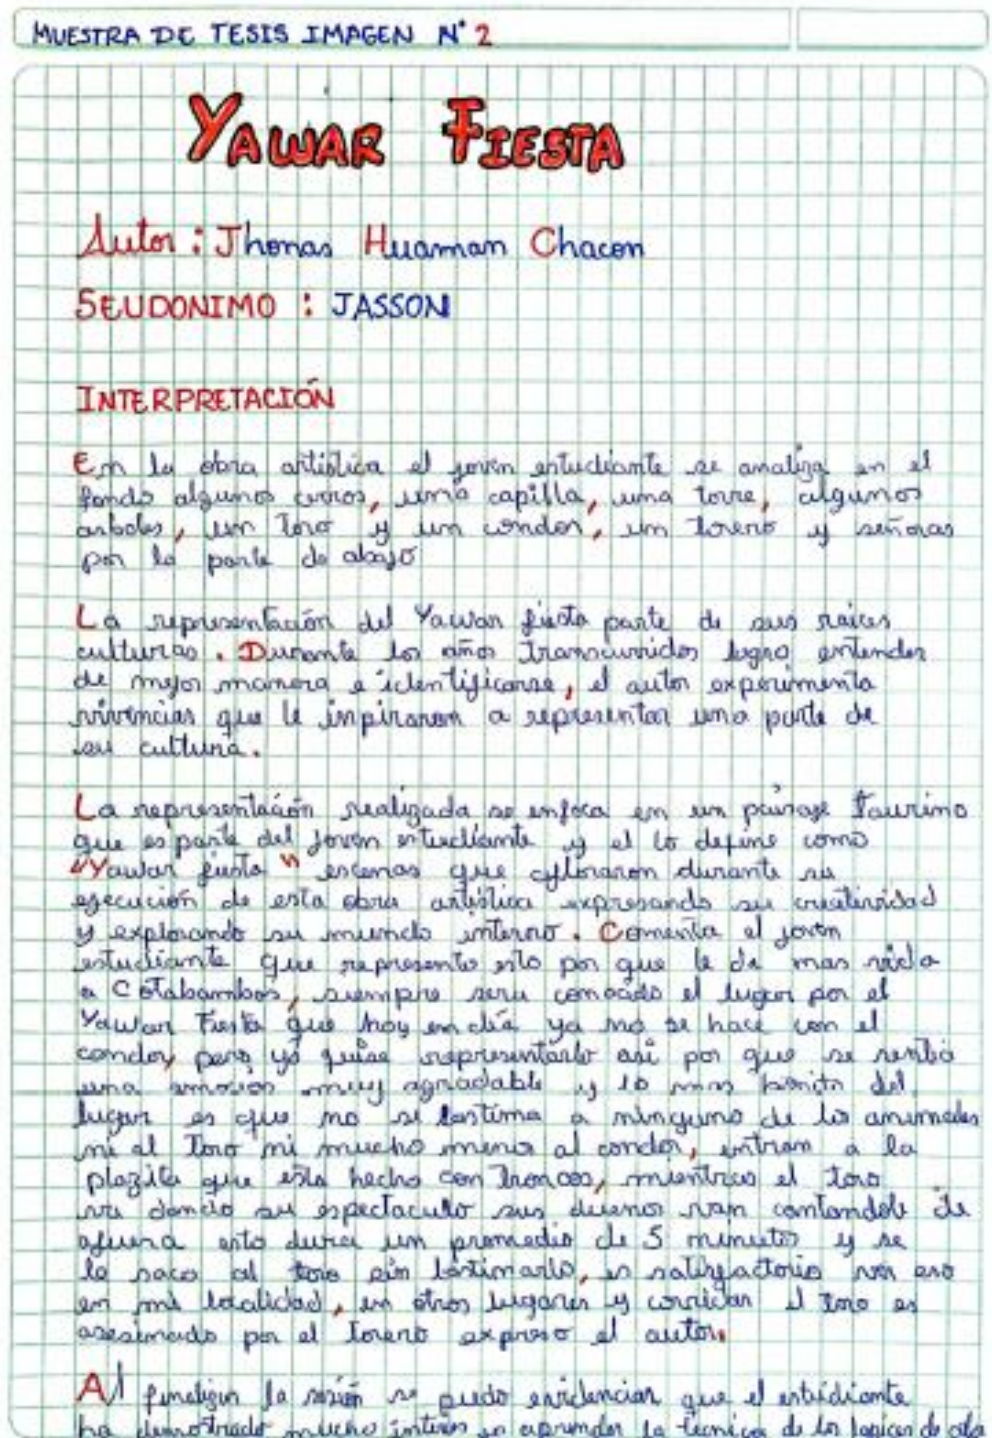 MUESTRA DE TESIS IMAGEN N° 2
YAWAR FIESTA
Autor : Jhonas Huaman Chacon
SEUDONIMO : JASSON
INTERPRETACIÓN
En la obra artistica el joven estudiante se analiza en el
fondo algunos cerros, una capilla, una torre, algunos
arboles, un toro y un condor, un torero y señoras
por la parte de abajo
La representación del Yawar fiesta parte de sus raices
culturas. Durante los años transcurridos logro entender
de mejor manera e identificarse, el autor experimenta
vivencias que le inspiraron a representar una parte de
su cultura.
La representación realizada se enfoca en un paisaje taurino
que es parte del joven estudiante y el lo define como
"Yawar fiesta" escenas que afloraron durante su
ejecución de esta obra artistica expresando su creatividad
y explorando su mundo interno. Comenta el joven
estudiante que represento esto por que le da mas vida
a Cotabambas, siempre sera conocido el lugar por el
Yawar Fiesta que hoy en día ya no se hace con el
condor, pero yo quise representarlo asi por que se sentia
una emocion muy agradable y lo mas bonito del
lugar es que no se lastima a ninguno de los animales
ni al toro ni mucho menos al condor, entran a la
plazita que esta hecho con troncos, mientras el toro
va dando su espectaculo sus duenos van cantandole de
afuera esto dura un promedio de 5 minutos y se
lo saca al toro sin lastimarlo, es satisfactorio ver eso
en mi localidad, en otros lugares y corridas el toro es
asesinado por el torero expreso el autor.
Al finalizar la sesión se pudo evidenciar que el estudiante
ha demostrado mucho interes en aprender la tecnica de los lapices de